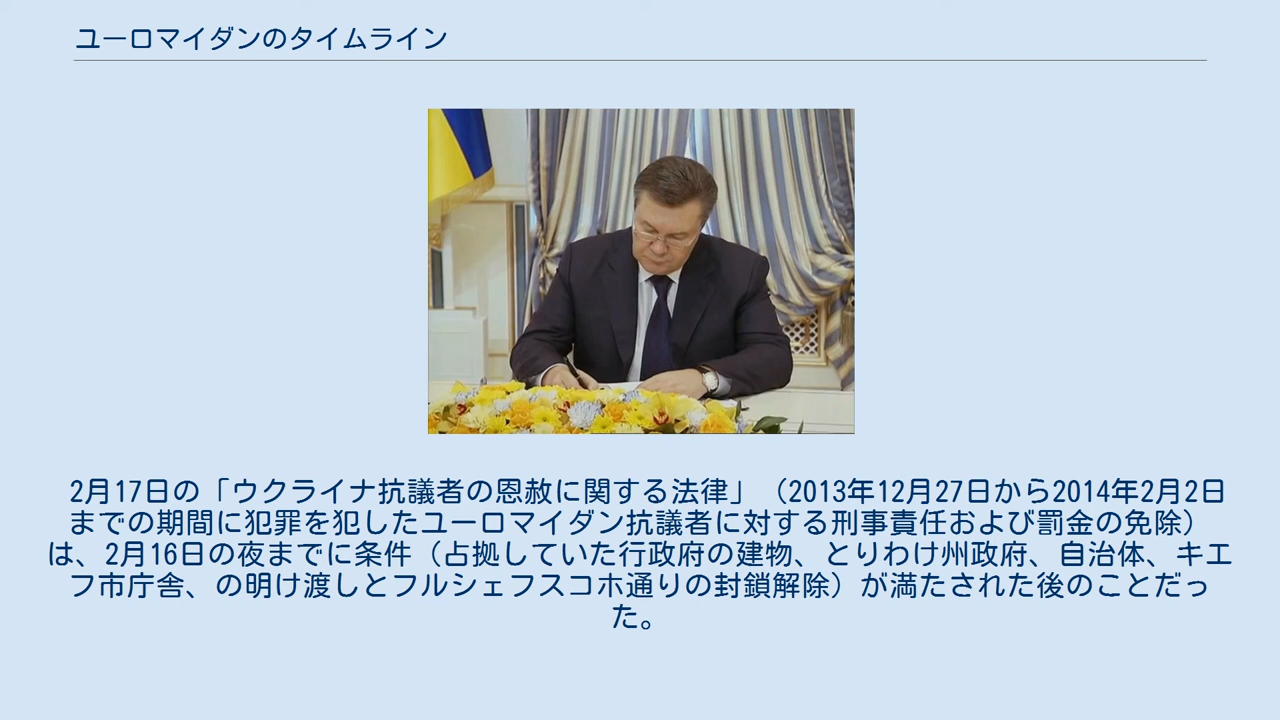 ユーロマイダンのタイムライン
2月17日の「ウクライナ抗議者の恩赦に関する法律」（2013年12月27日から2014年2月2日
までの期間に犯罪を犯したユーロマイダン抗議者に対する刑事責任および罰金の免除）
は、2月16日の夜までに条件（占拠していた行政府の建物、とりわけ州政府、自治体、キエ
フ市庁舎、の明け渡しとフルシェフスコホ通りの封鎖解除）が満たされた後のことだっ
た。